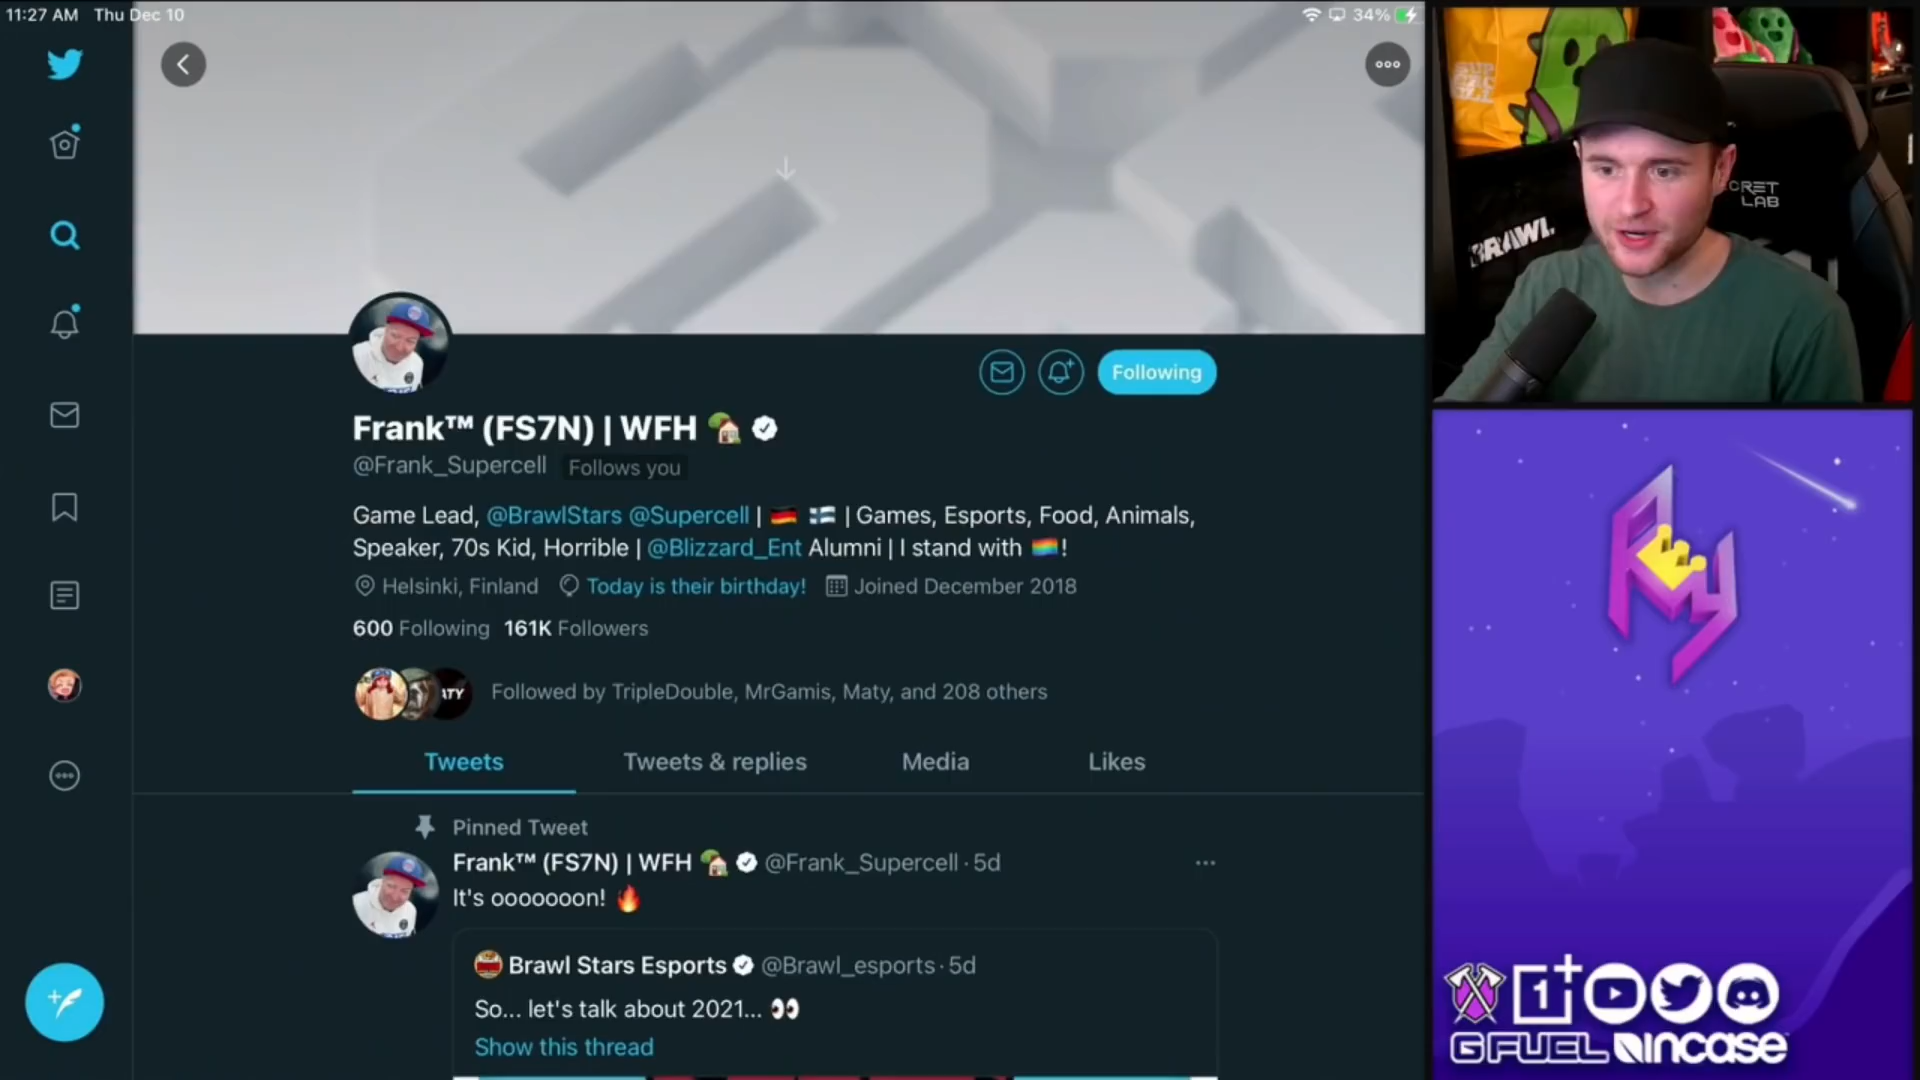 11:27 AM Thu Dec 10
34%
Frank™ (FS7N) | WFH 🏡
@Frank_Supercell Follows you
Following
Game Lead, @BrawlStars @Supercell | 🇩🇪 🇫🇮 | Games, Esports, Food, Animals,
Speaker, 70s Kid, Horrible | @Blizzard_Ent Alumni | I stand with 🏳️‍🌈!
Helsinki, Finland Today is their birthday! Joined December 2018
600 Following 161K Followers
Followed by TripleDouble, MrGamis, Maty, and 208 others
Tweets Tweets & replies Media Likes
Pinned Tweet
Frank™ (FS7N) | WFH 🏡 @Frank_Supercell · 5d
It's ooooooon! 🔥
Brawl Stars Esports @Brawl_esports · 5d
So... let's talk about 2021... 👀
Show this thread
BRAWL
CRET
LAB
Ray
GFUEL incase